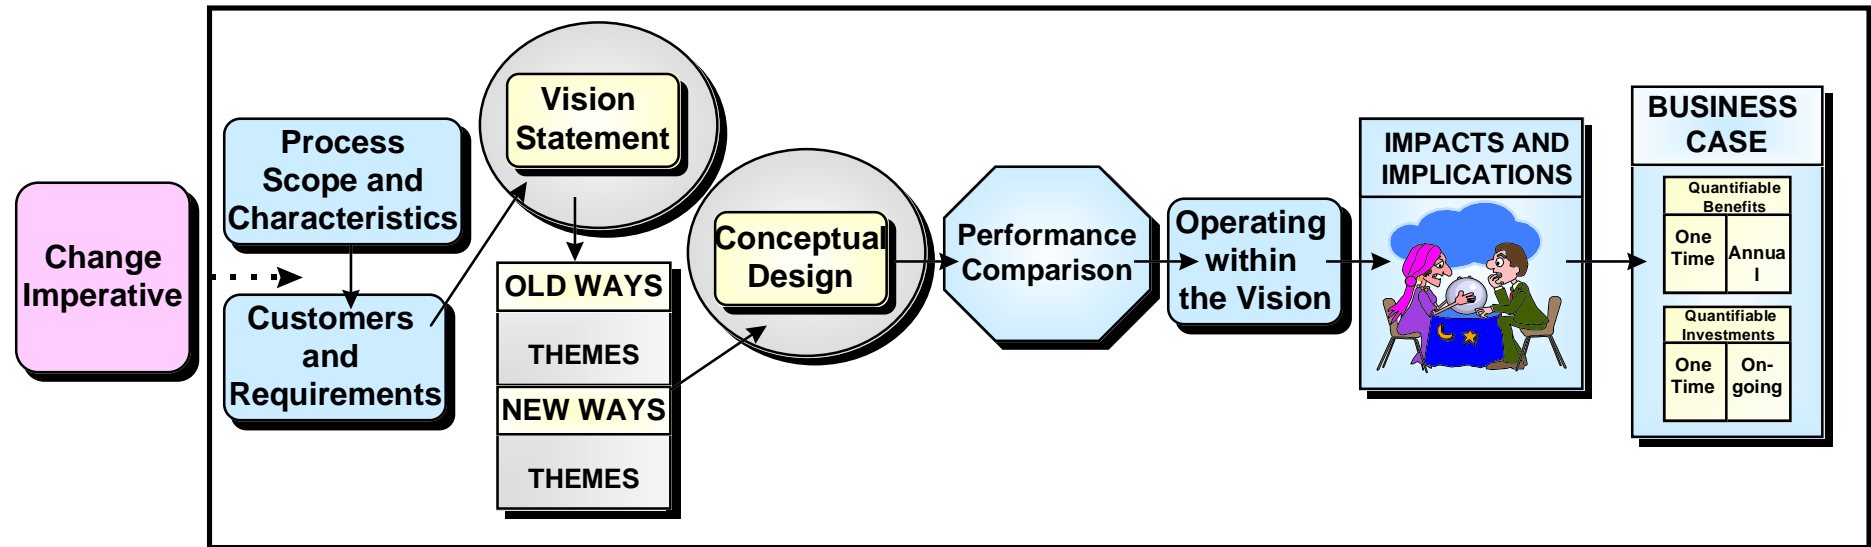 Change
Imperative
Process
Scope and
Characteristics
Customers
and
Requirements
Vision
Statement
OLD WAYS
THEMES
NEW WAYS
THEMES
Conceptual
Design
Performance
Comparison
Operating
within
the Vision
IMPACTS AND
IMPLICATIONS
BUSINESS
CASE
Quantifiable
Benefits
One
Time
Annua
l
Quantifiable
Investments
One
Time
On-
going